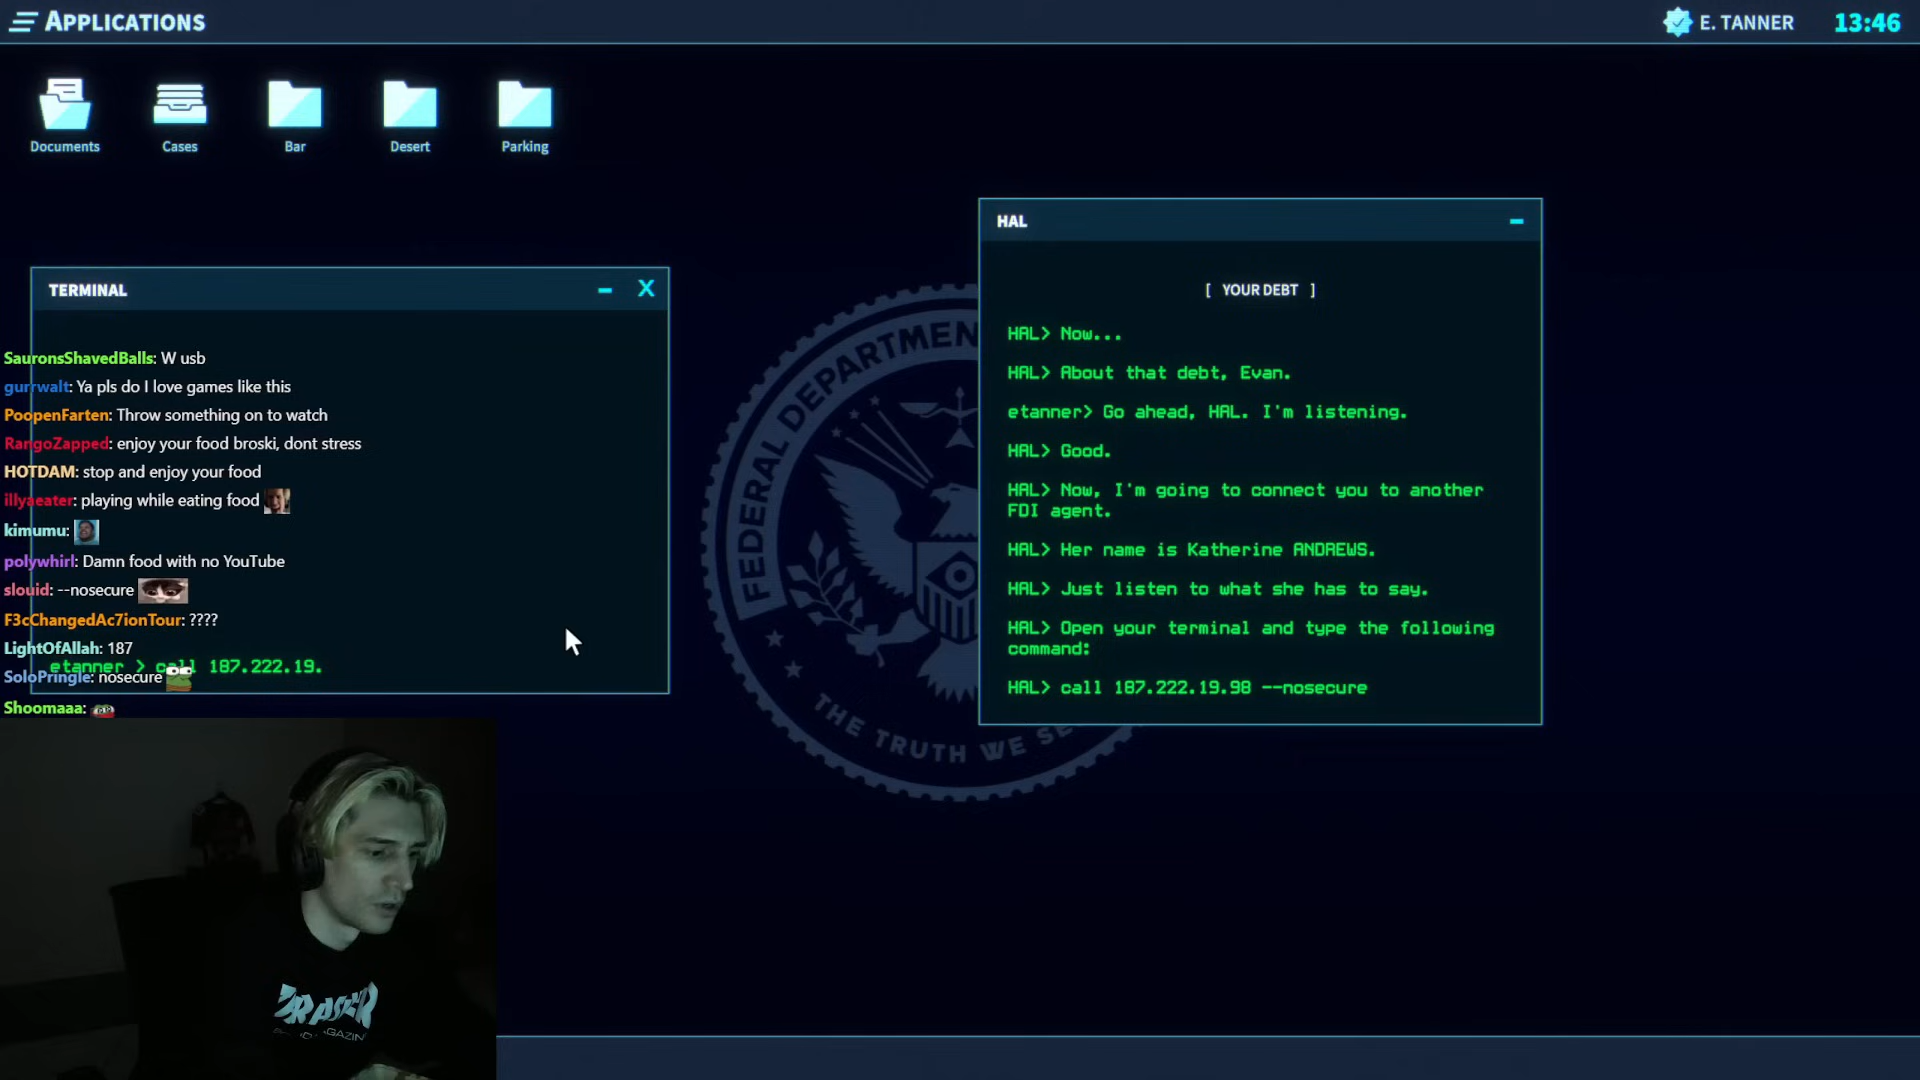 APPLICATIONS
E. TANNER
13:46
Documents
Cases
Bar
Desert
Parking
HAL
[ YOUR DEBT ]
HAL> Now...
HAL> About that debt, Evan.
etanner> Go ahead, HAL. I'm listening.
HAL> Good.
HAL> Now, I'm going to connect you to another
FDI agent.
HAL> Her name is Katherine ANDREWS.
HAL> Just listen to what she has to say.
HAL> Open your terminal and type the following
command:
HAL> call 187.222.19.98 --nosecure
TERMINAL
X
SauronsShavedBalls: W usb
gurrwalt: Ya pls do I love games like this
PoopenFarten: Throw something on to watch
RangoZapped: enjoy your food broski, dont stress
HOTDAM: stop and enjoy your food
illyaeater: playing while eating food
kimumu:
polywhirl: Damn food with no YouTube
slouid: --nosecure
F3cChangedAc7ionTour: ????
LightOfAllah: 187
etanner > call 187.222.19.
SoloPringle: nosecure
Shoomaaa:
FEDERAL DEPARTMENT
THE TRUTH WE SE